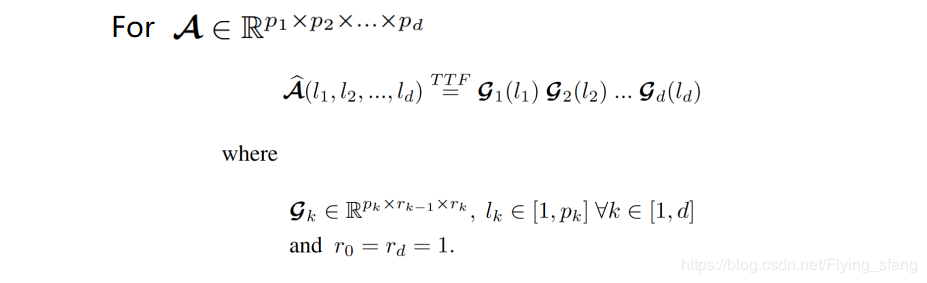 For 𝓐 ∈ ℝ^{p₁×p₂×...×p_d}
𝓐̂(l₁, l₂, ..., l_d) \stackrel{TTF}{=} 𝓖₁(l₁) 𝓖₂(l₂) ... 𝓖_d(l_d)
where
𝓖_k ∈ ℝ^{p_k×r_{k−1}×r_k}, l_k ∈ [1, p_k] ∀k ∈ [1, d]
and r₀ = r_d = 1.
https://blog.csdn.net/Flying_sfeng